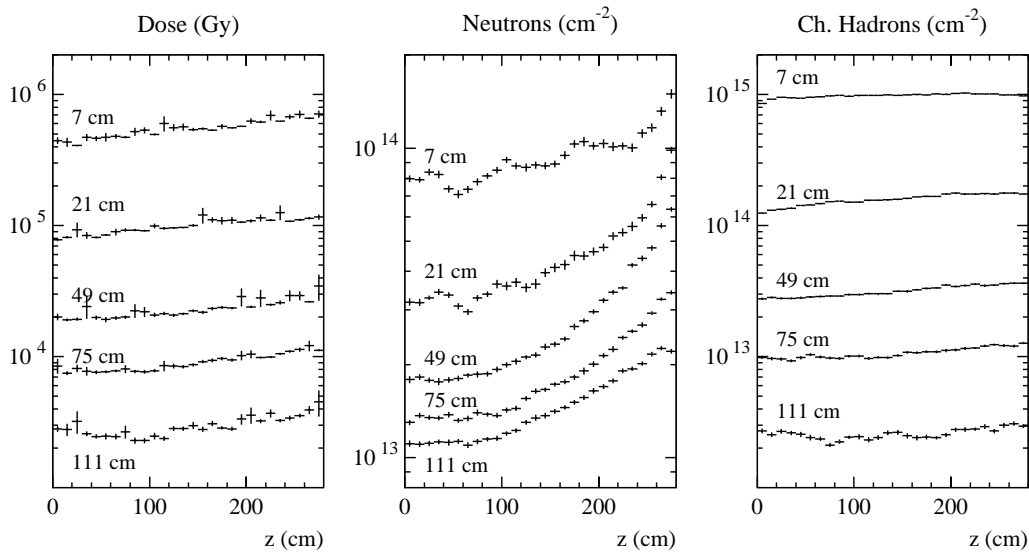 Dose (Gy)
10^6
7 cm
21 cm
10^5
49 cm
10^4
75 cm
111 cm
0 100 200
z (cm)
Neutrons (cm^-2)
10^14
7 cm
21 cm
49 cm
75 cm
10^13
111 cm
0 100 200
z (cm)
Ch. Hadrons (cm^-2)
10^15
7 cm
21 cm
10^14
49 cm
75 cm
10^13
111 cm
0 100 200
z (cm)